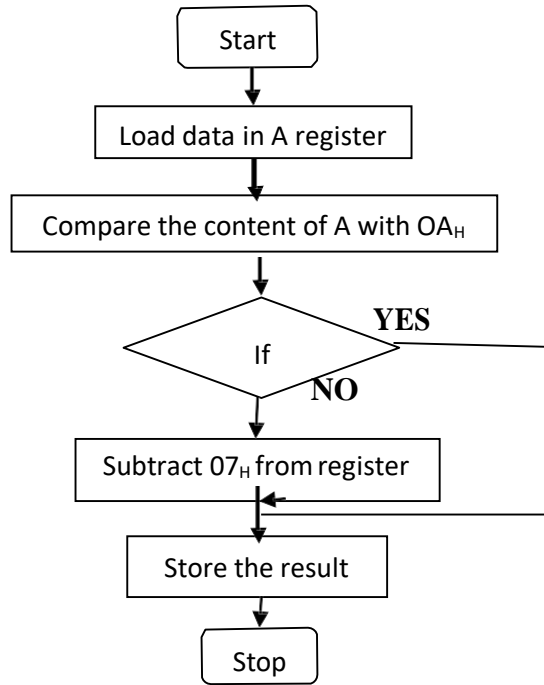 Start
Load data in A register
Compare the content of A with OAH
YES
If
NO
Subtract 07H from register
Store the result
Stop